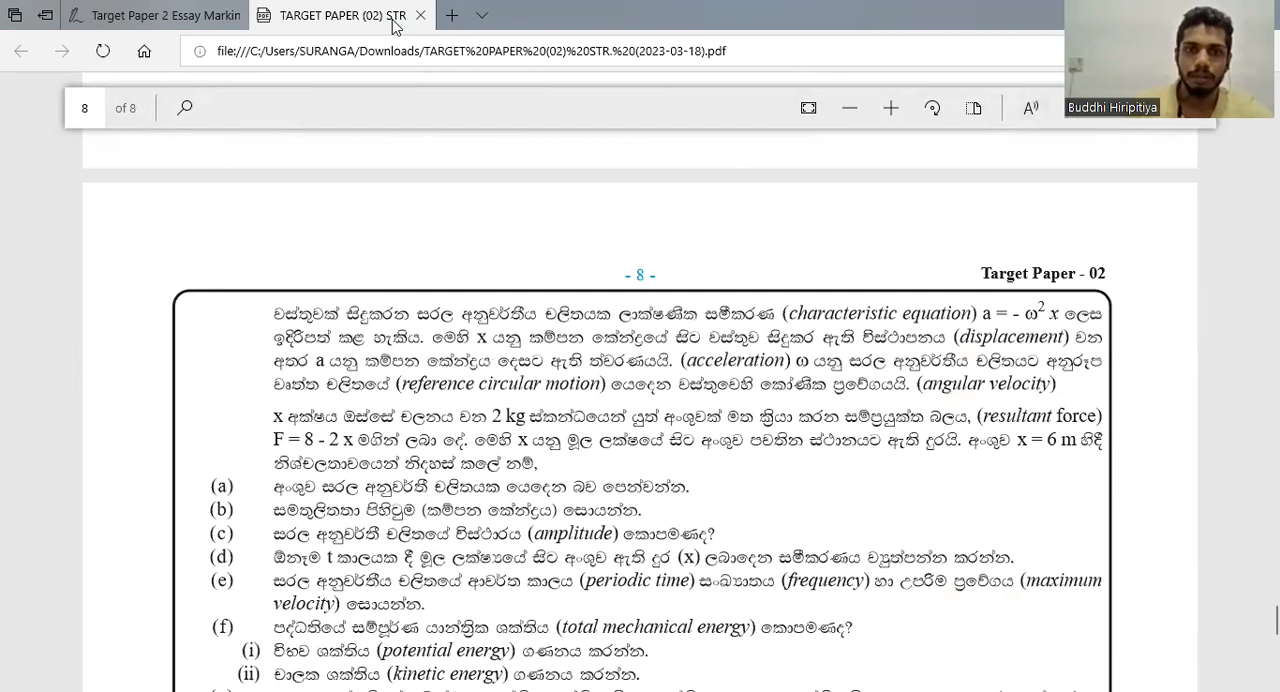 Target Paper 2 Essay Markin
TARGET PAPER (02) STR
file:///C:/Users/SURANGA/Downloads/TARGET%20PAPER%20(02)%20STR.%20(2023-03-18).pdf
Buddhi Hiripitiya
8 of 8
- 8 -
Target Paper - 02
වස්තුවක් සිදුකරන සරල අනුවර්තීය චලිතයක ලාක්ෂණික සමීකරණ (characteristic equation) a = - ω² x ලෙස
ඉදිරිපත් කළ හැකිය. මෙහි x යනු කම්පන කේන්ද්‍රයේ සිට වස්තුව සිදුකර ඇති විස්ථාපනය (displacement) වන
අතර a යනු කම්පන කේන්ද්‍රය දෙසට ඇති ත්වරණයයි. (acceleration) ω යනු සරල අනුවර්තීය චලිතයට අනුරූප
වෘත්ත චලිතයේ (reference circular motion) යෙදෙන වස්තුවෙහි කෝණික ප්‍රවේගයයි. (angular velocity)
x අක්ෂය ඔස්සේ චලනය වන 2 kg ස්කන්ධයෙන් යුත් අංශුවක් මත ක්‍රියා කරන සම්ප්‍රයුක්ත බලය, (resultant force)
F = 8 - 2 x මගින් ලබා දේ. මෙහි x යනු මූල ලක්ෂයේ සිට අංශුව පවතින ස්ථානයට ඇති දුරයි. අංශුව x = 6 m හිදී
නිශ්චලතාවයෙන් නිදහස් කලේ නම්,
(a) අංශුව සරල අනුවර්තී චලිතයක යෙදෙන බව පෙන්වන්න.
(b) සමතුලිතතා පිහිටුම (කම්පන කේන්ද්‍රය) සොයන්න.
(c) සරල අනුවර්තී චලිතයේ විස්ථාරය (amplitude) කොපමණද?
(d) ඕනෑම t කාලයක දී මූල ලක්ෂ්‍යයේ සිට අංශුව ඇති දුර (x) ලබාදෙන සමීකරණය ව්‍යුත්පන්න කරන්න.
(e) සරල අනුවර්තීය චලිතයේ ආවර්ත කාලය (periodic time) සංඛ්‍යාතය (frequency) හා උපරිම ප්‍රවේගය (maximum
velocity) සොයන්න.
(f) පද්ධතියේ සම්පූර්ණ යාන්ත්‍රික ශක්තිය (total mechanical energy) කොපමණද?
(i) විභව ශක්තිය (potential energy) ගණනය කරන්න.
(ii) චාලක ශක්තිය (kinetic energy) ගණනය කරන්න.